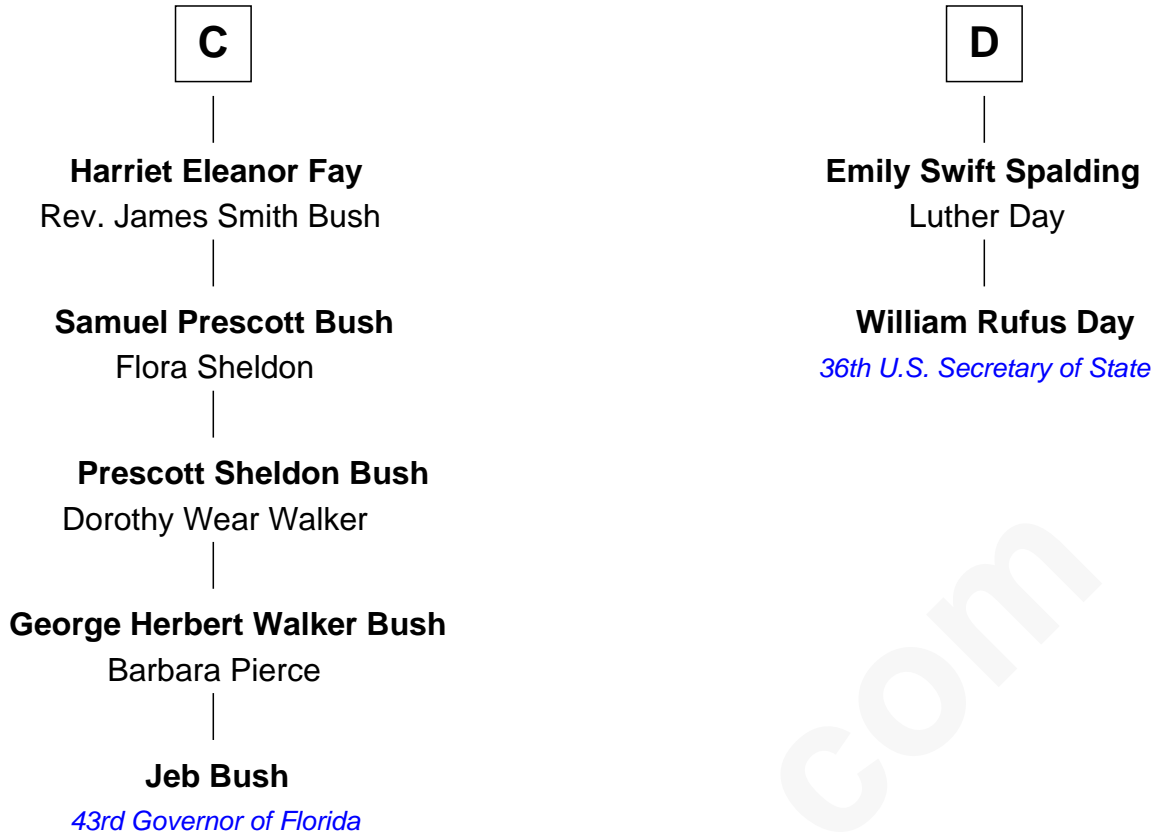 C
Harriet Eleanor Fay
Rev. James Smith Bush
Samuel Prescott Bush
Flora Sheldon
Prescott Sheldon Bush
Dorothy Wear Walker
George Herbert Walker Bush
Barbara Pierce
Jeb Bush
43rd Governor of Florida
D
Emily Swift Spalding
Luther Day
William Rufus Day
36th U.S. Secretary of State
com